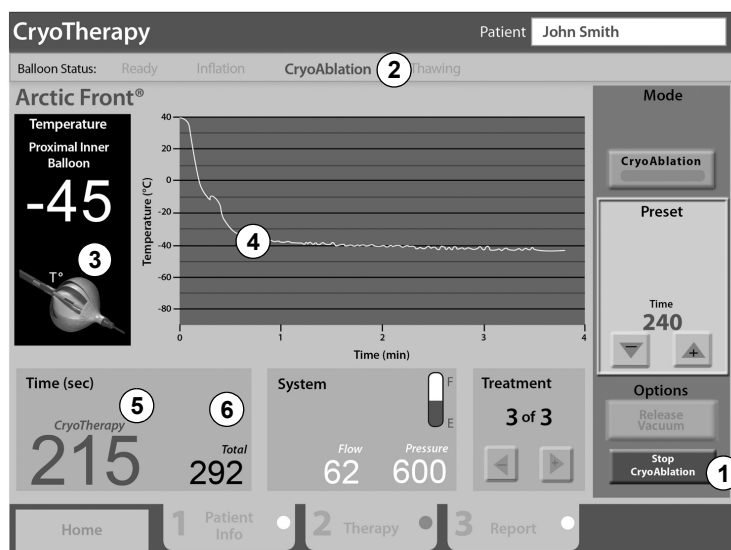 CryoTherapy
Patient John Smith
Balloon Status: Ready Inflation CryoAblation 2 Thawing
Arctic Front®
Temperature
Proximal Inner
Balloon
-45
3
T°
Temperature (°C)
40
20
0
-20
-40
-60
-80
4
0 1 2 3 4
Time (min)
Mode
CryoAblation
Preset
Time
240
− +
Options
Release
Vacuum
Stop
CryoAblation
1
Time (sec)
5
6
CryoTherapy
215
Total
292
System
F
E
Flow
62
Pressure
600
Treatment
3 of 3
Home
1 Patient
Info
2 Therapy
3 Report